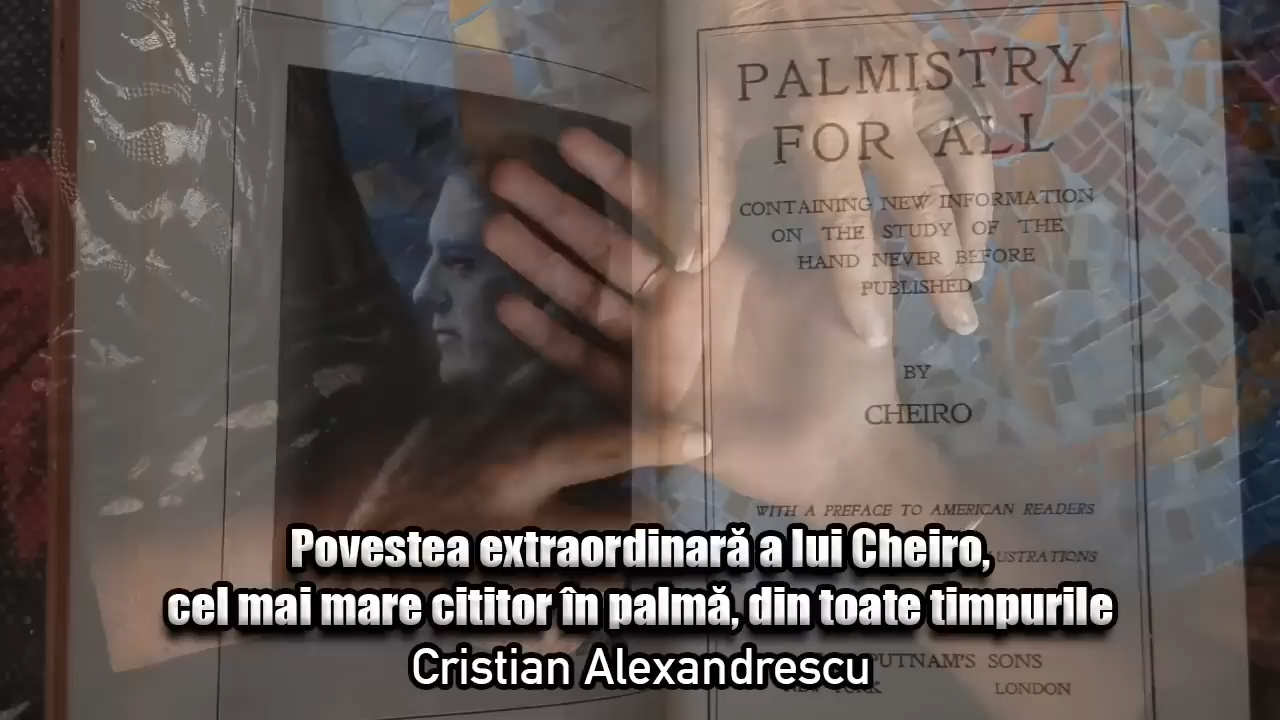 PALMISTRY
FOR ALL
CONTAINING NEW INFORMATION
ON THE STUDY OF THE
HAND NEVER BEFORE
PUBLISHED
BY
CHEIRO
WITH A PREFACE TO AMERICAN READERS
Povestea extraordinară a lui Cheiro,
cel mai mare cititor în palmă, din toate timpurile
Cristian Alexandrescu
PUTNAM'S SONS
NEW YORK LONDON